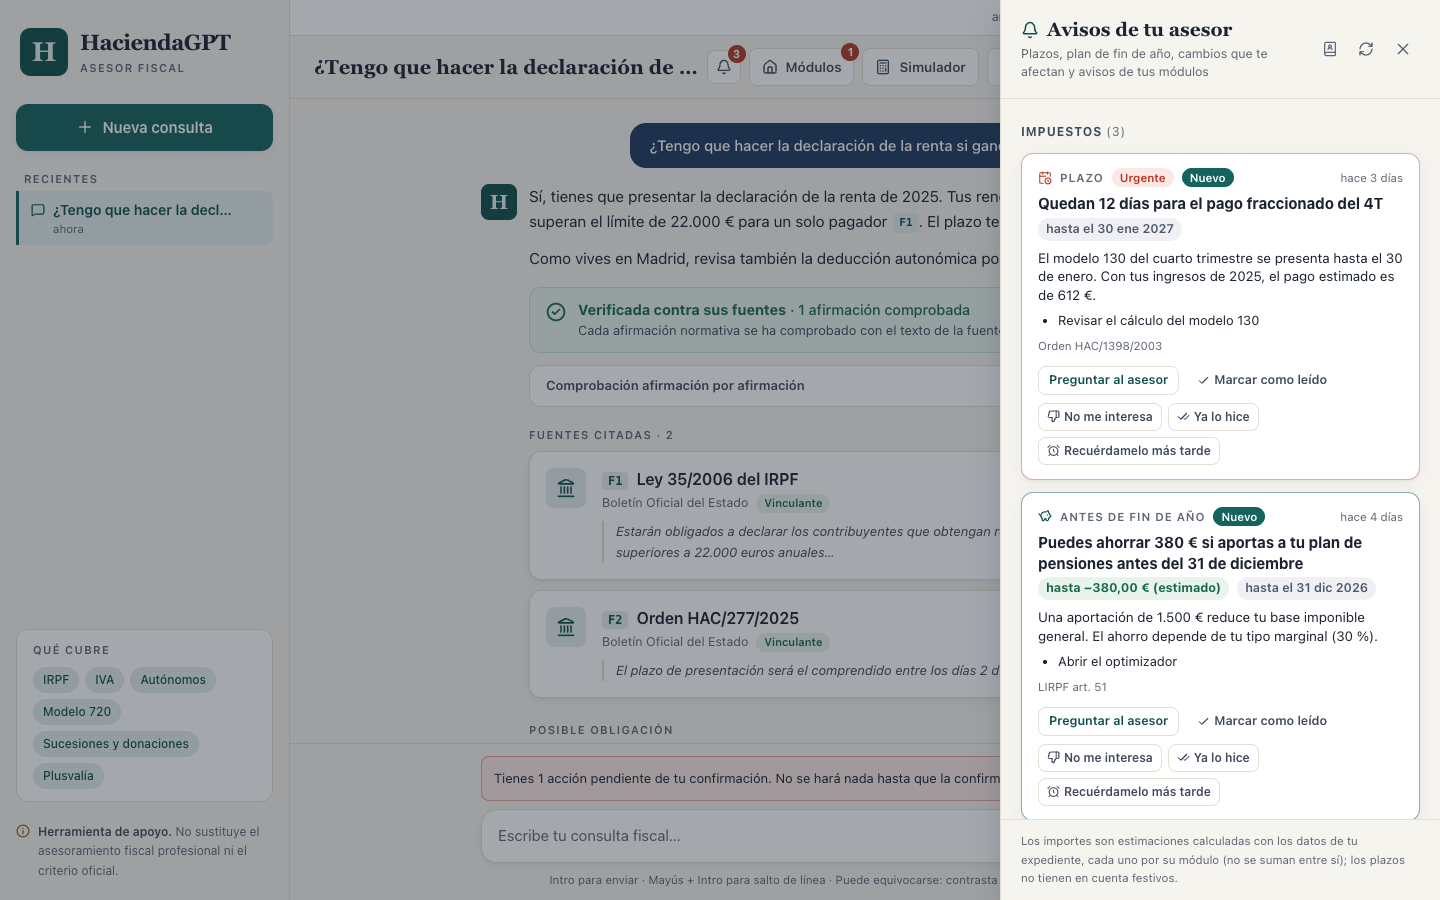 H
HaciendaGPT
ASESOR FISCAL
Nueva consulta
RECIENTES
¿Tengo que hacer la decl...
ahora
QUÉ CUBRE
IRPF
IVA
Autónomos
Modelo 720
Sucesiones y donaciones
Plusvalía
Herramienta de apoyo. No sustituye el
asesoramiento fiscal profesional ni el
criterio oficial.
¿Tengo que hacer la declaración de ...
3
Módulos
1
Simulador
¿Tengo que hacer la declaración de la renta si
H
Sí, tienes que presentar la declaración de la renta de 2025. Tus
superan el límite de 22.000 € para un solo pagador F1. El plazo
Como vives en Madrid, revisa también la deducción autonómica
Verificada contra sus fuentes · 1 afirmación comprobada
Cada afirmación normativa se ha comprobado con el texto de la
Comprobación afirmación por afirmación
FUENTES CITADAS · 2
F1 Ley 35/2006 del IRPF
Boletín Oficial del Estado Vinculante
Estarán obligados a declarar los contribuyentes que obtengan
superiores a 22.000 euros anuales...
F2 Orden HAC/277/2025
Boletín Oficial del Estado Vinculante
El plazo de presentación será el comprendido entre los días 2
POSIBLE OBLIGACIÓN
Tienes 1 acción pendiente de tu confirmación. No se hará nada hasta que la
Escribe tu consulta fiscal...
Intro para enviar · Mayús + Intro para salto de línea · Puede equivocarse: contrasta
Avisos de tu asesor
Plazos, plan de fin de año, cambios que te
afectan y avisos de tus módulos
IMPUESTOS (3)
PLAZO Urgente Nuevo hace 3 días
Quedan 12 días para el pago fraccionado del 4T
hasta el 30 ene 2027
El modelo 130 del cuarto trimestre se presenta hasta el 30
de enero. Con tus ingresos de 2025, el pago estimado es
de 612 €.
• Revisar el cálculo del modelo 130
Orden HAC/1398/2003
Preguntar al asesor
Marcar como leído
No me interesa
Ya lo hice
Recuérdamelo más tarde
ANTES DE FIN DE AÑO Nuevo hace 4 días
Puedes ahorrar 380 € si aportas a tu plan de
pensiones antes del 31 de diciembre
hasta −380,00 € (estimado) hasta el 31 dic 2026
Una aportación de 1.500 € reduce tu base imponible
general. El ahorro depende de tu tipo marginal (30 %).
• Abrir el optimizador
LIRPF art. 51
Preguntar al asesor
Marcar como leído
No me interesa
Ya lo hice
Recuérdamelo más tarde
Los importes son estimaciones calculadas con los datos de tu
expediente, cada uno por su módulo (no se suman entre sí); los plazos
no tienen en cuenta festivos.